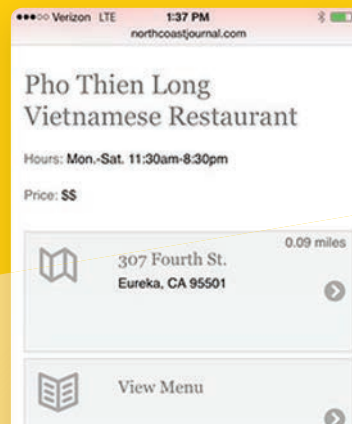 ●●●○○ Verizon LTE 1:37 PM
northcoastjournal.com
Pho Thien Long
Vietnamese Restaurant
Hours: Mon.-Sat. 11:30am-8:30pm
Price: $$
0.09 miles
307 Fourth St.
Eureka, CA 95501
View Menu